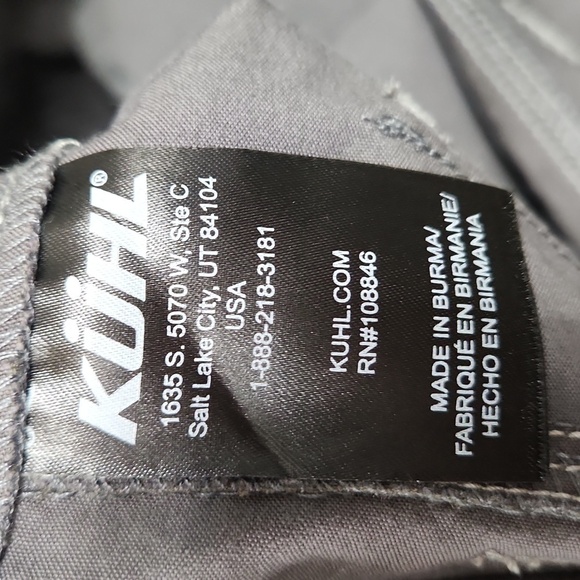 KÜHL®
1635 S. 5070 W, Ste C
Salt Lake City, UT 84104
USA
1-888-218-3181
KUHL.COM
RN#108846
MADE IN BURMA/
FABRIQUÉ EN BIRMANIE/
HECHO EN BIRMANIA